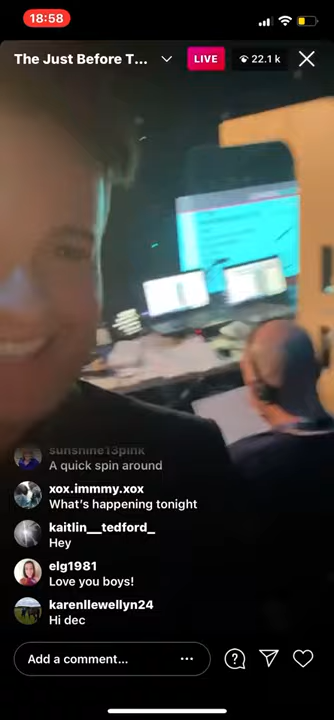 18:58
The Just Before T...
LIVE
22.1 k
sunshine13pink
A quick spin around
xox.immmy.xox
What's happening tonight
kaitlin__tedford_
Hey
elg1981
Love you boys!
karenllewellyn24
Hi dec
Add a comment...